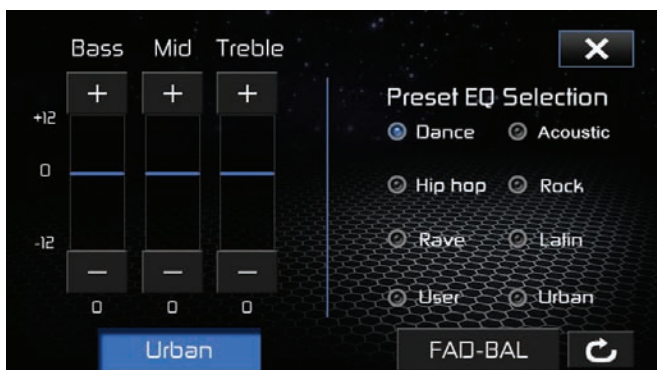 Bass Mid Treble
+ + +
+12
0
-12
− − −
0 0 0
Urban
X
Preset EQ Selection
Dance Acoustic
Hip hop Rock
Rave Latin
User Urban
FAD-BAL